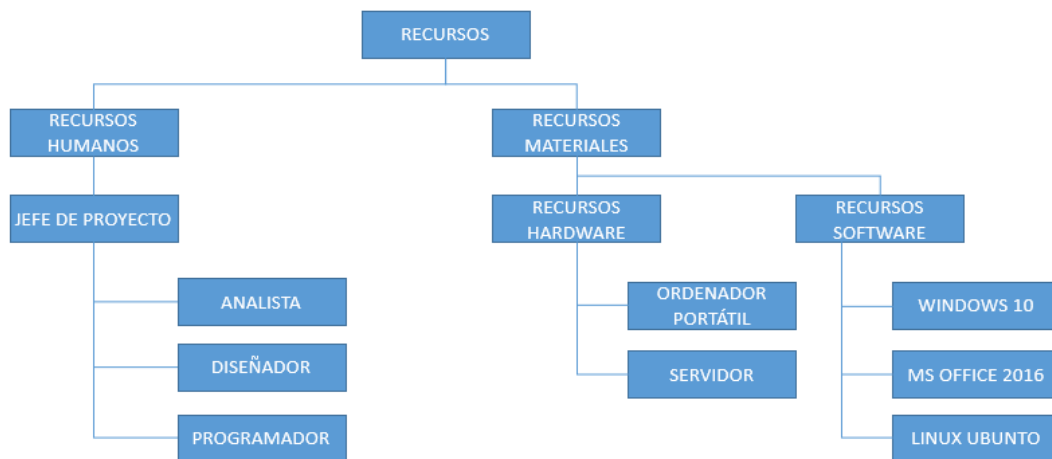 RECURSOS
RECURSOS
HUMANOS
RECURSOS
MATERIALES
JEFE DE PROYECTO
RECURSOS
HARDWARE
RECURSOS
SOFTWARE
ANALISTA
ORDENADOR
PORTÁTIL
WINDOWS 10
DISEÑADOR
SERVIDOR
MS OFFICE 2016
PROGRAMADOR
LINUX UBUNTO